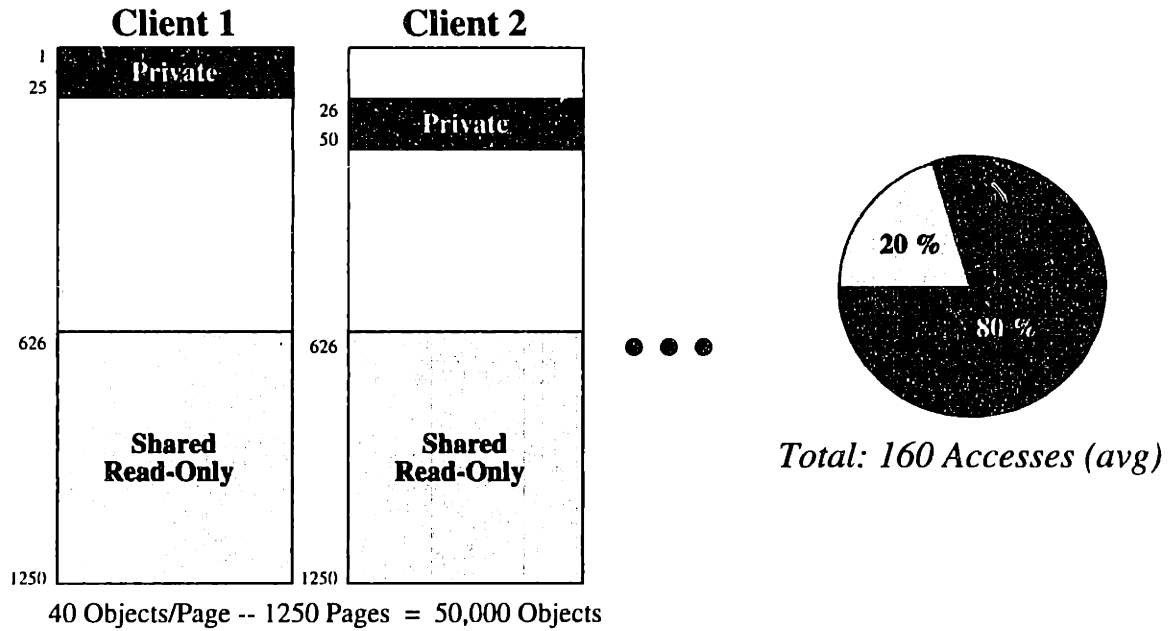 Client 1
1
25
Private
626
Shared
Read-Only
1250
Client 2
26
50
Private
626
Shared
Read-Only
1250
40 Objects/Page -- 1250 Pages = 50,000 Objects
20 %
80 %
Total: 160 Accesses (avg)